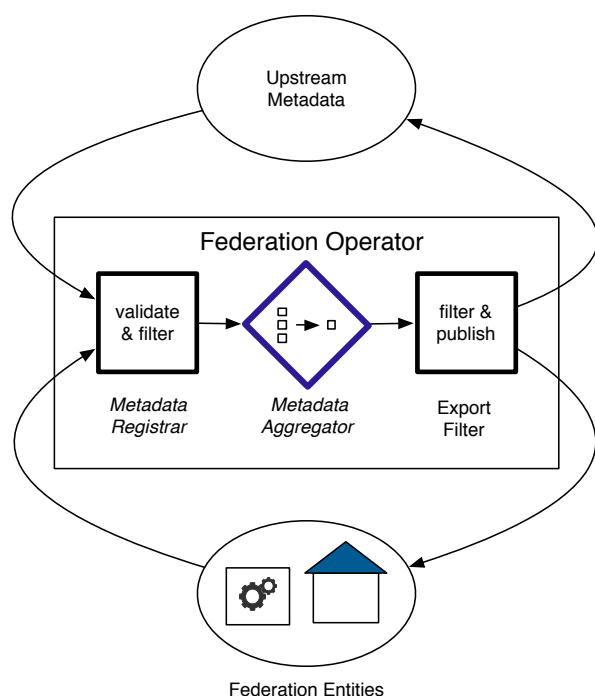 Upstream
Metadata
Federation Operator
validate
& filter
filter &
publish
Metadata
Registrar
Metadata
Aggregator
Export
Filter
Federation Entities